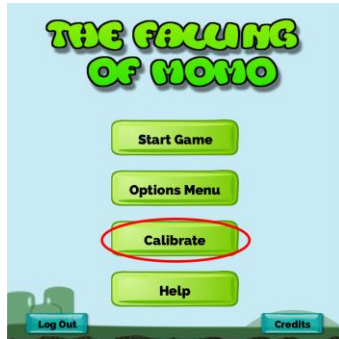 THE FALLING
OF MOMO
Start Game
Options Menu
Calibrate
Help
Log Out
Credits